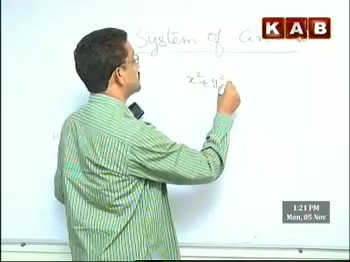 KAB
System of
x² + y²
1:21 PM
Mon, 05 Nov